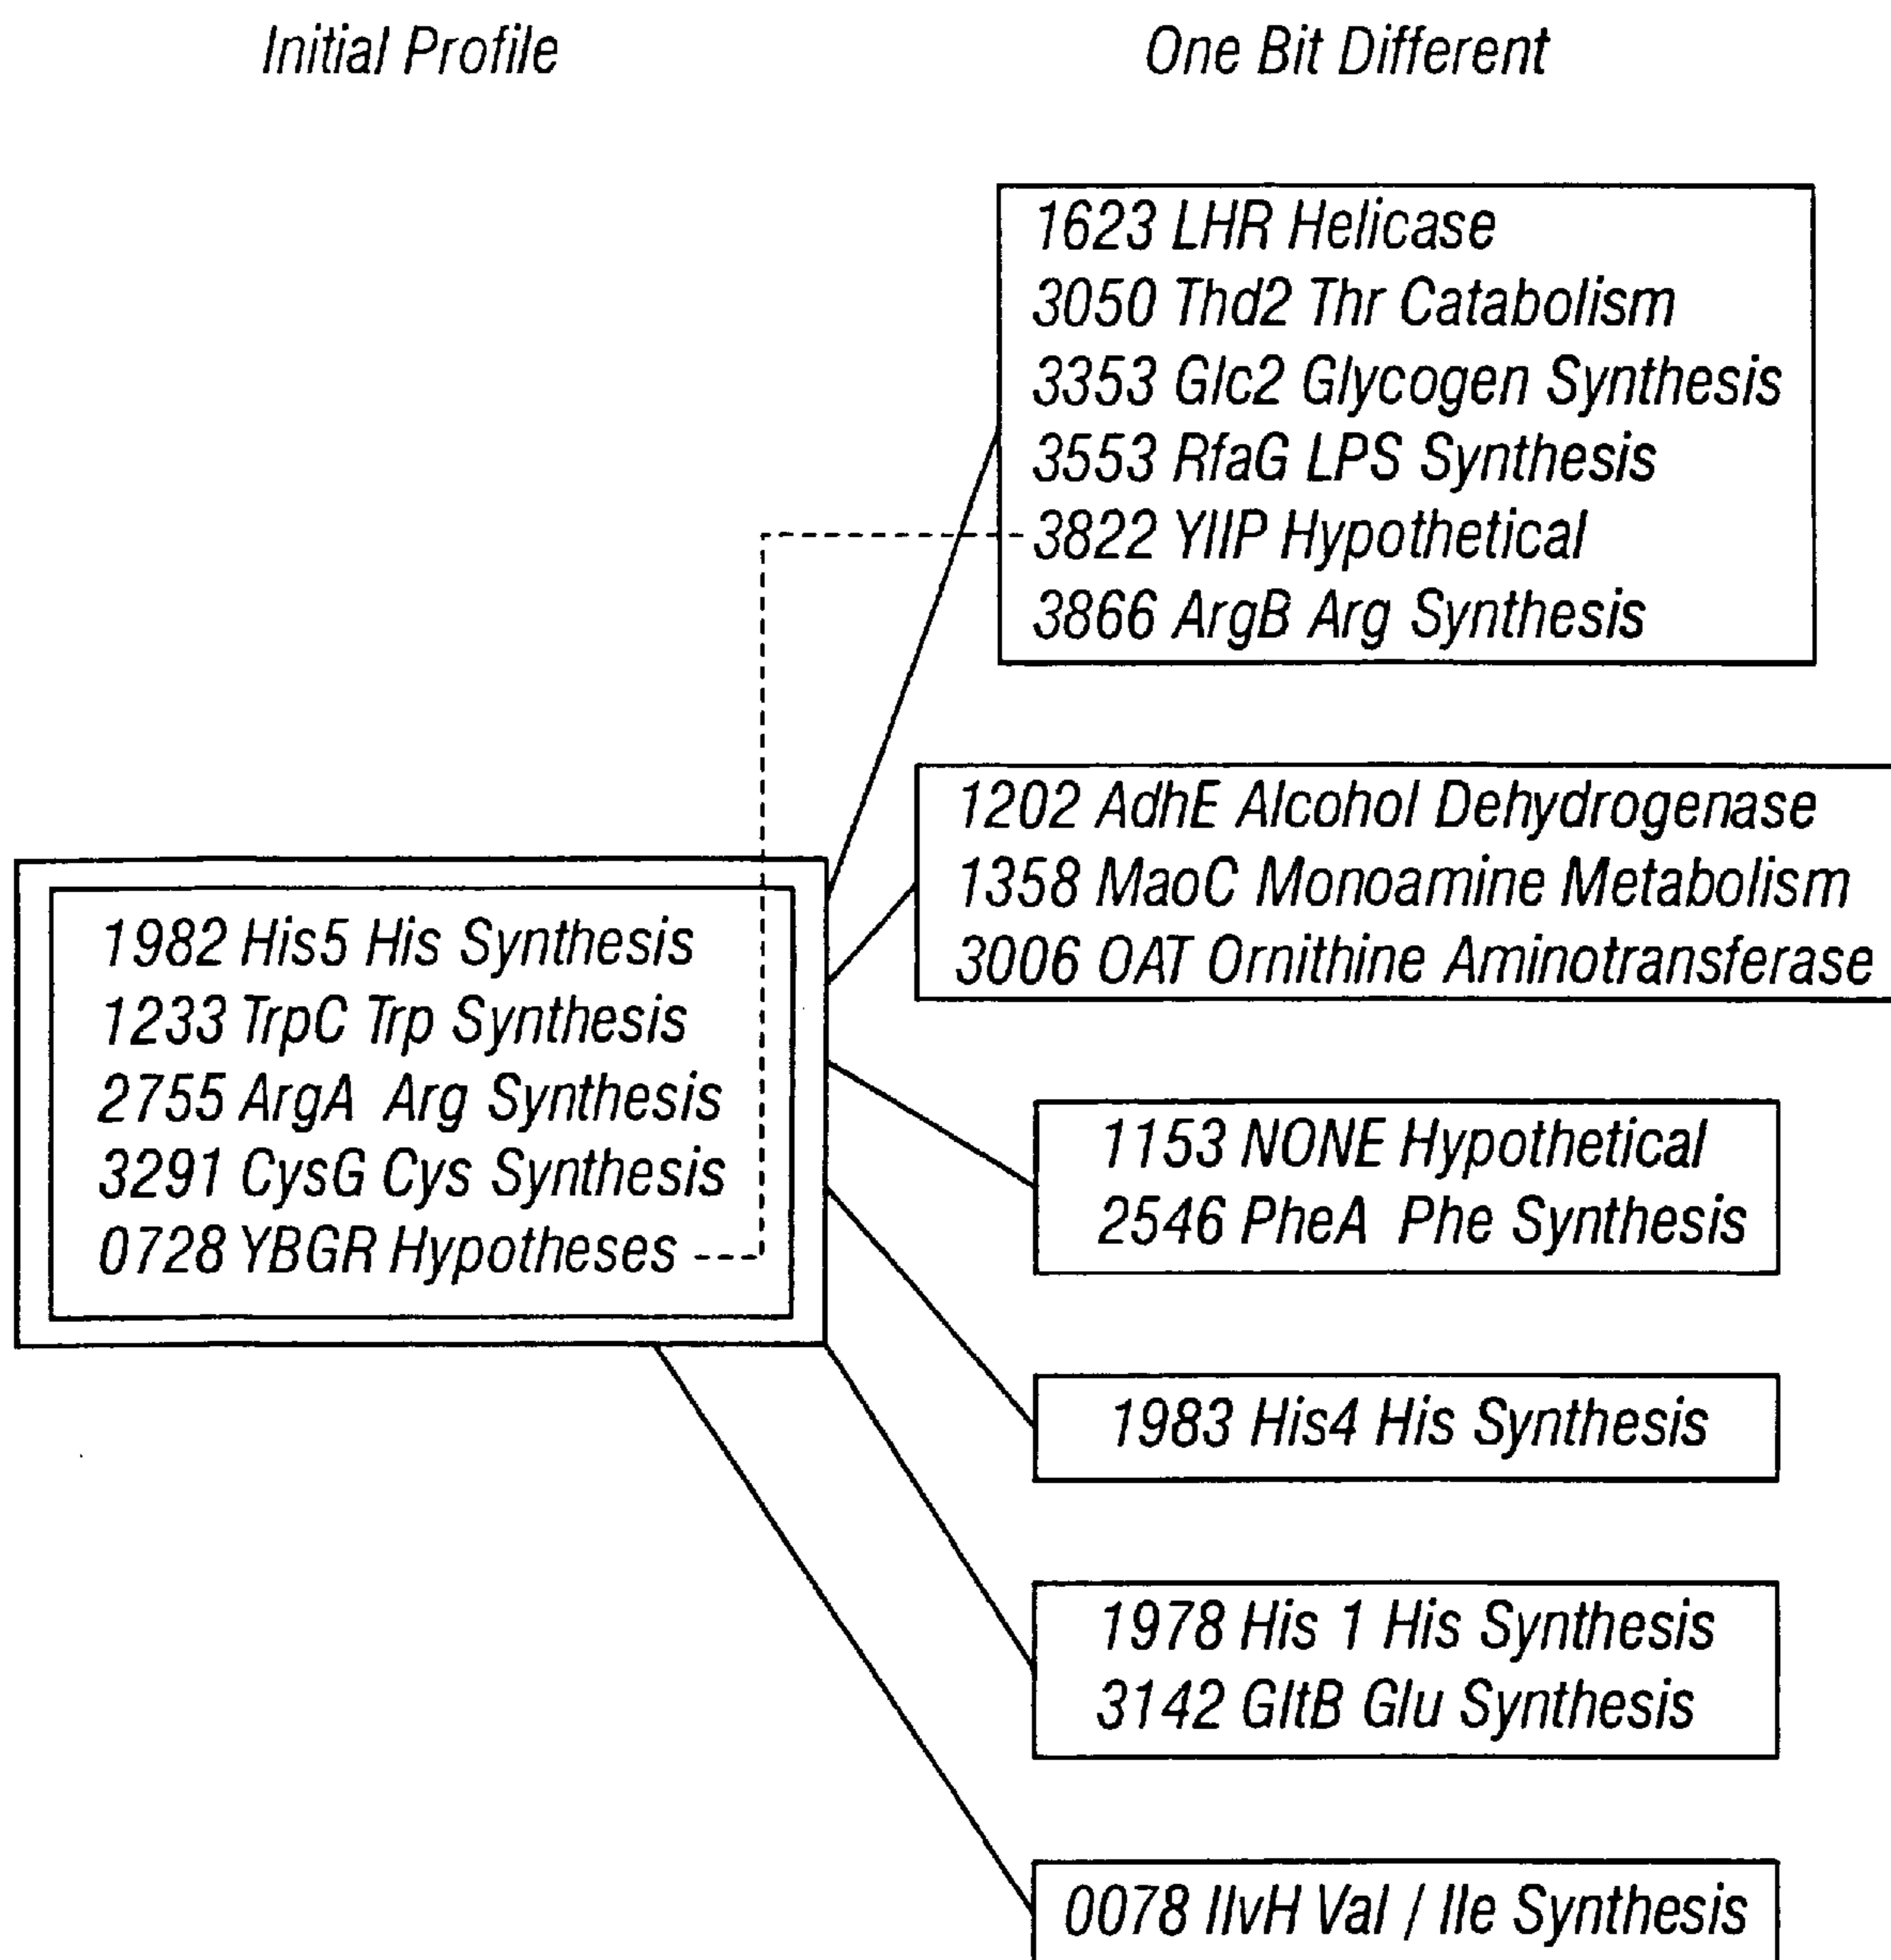 Initial Profile
One Bit Different
1623 LHR Helicase
3050 Thd2 Thr Catabolism
3353 Glc2 Glycogen Synthesis
3553 RfaG LPS Synthesis
3822 YIIP Hypothetical
3866 ArgB Arg Synthesis
1202 AdhE Alcohol Dehydrogenase
1358 MaoC Monoamine Metabolism
3006 OAT Ornithine Aminotransferase
1982 His5 His Synthesis
1233 TrpC Trp Synthesis
2755 ArgA Arg Synthesis
3291 CysG Cys Synthesis
0728 YBGR Hypotheses
1153 NONE Hypothetical
2546 PheA Phe Synthesis
1983 His4 His Synthesis
1978 His 1 His Synthesis
3142 GltB Glu Synthesis
0078 IlvH Val / Ile Synthesis